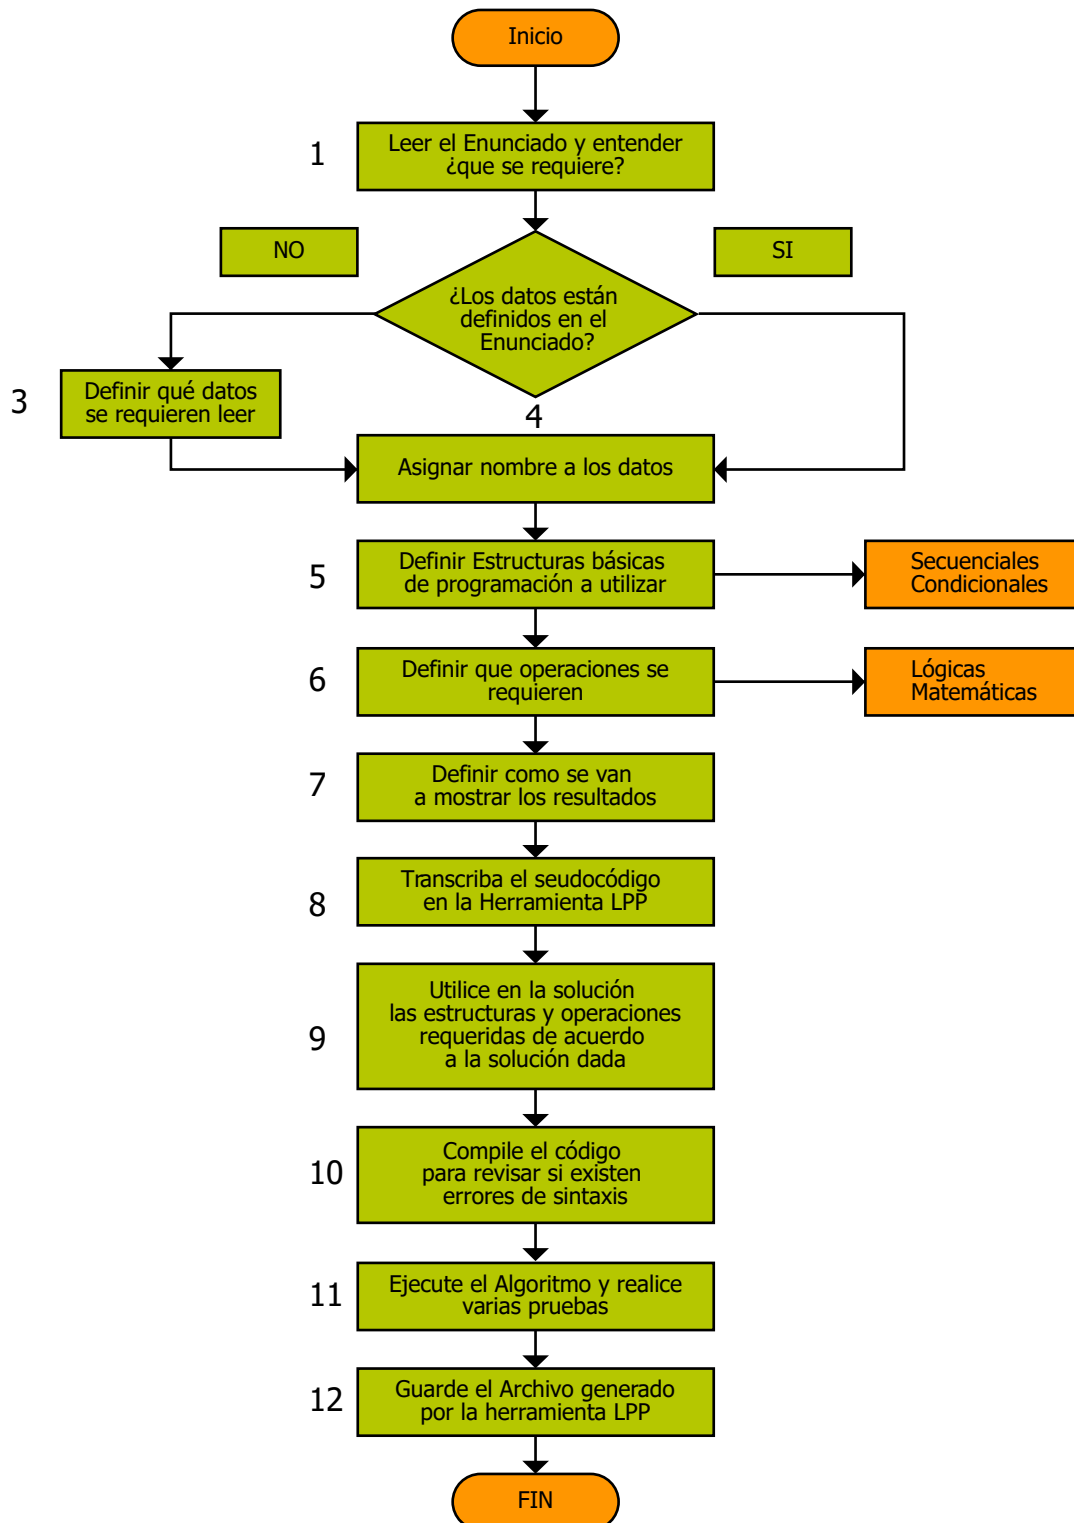 Inicio
1
Leer el Enunciado y entender
¿que se requiere?
NO
SI
¿Los datos están
definidos en el
Enunciado?
3
Definir qué datos
se requieren leer
4
Asignar nombre a los datos
5
Definir Estructuras básicas
de programación a utilizar
Secuenciales
Condicionales
6
Definir que operaciones se
requieren
Lógicas
Matemáticas
7
Definir como se van
a mostrar los resultados
8
Transcriba el seudocódigo
en la Herramienta LPP
9
Utilice en la solución
las estructuras y operaciones
requeridas de acuerdo
a la solución dada
10
Compile el código
para revisar si existen
errores de sintaxis
11
Ejecute el Algoritmo y realice
varias pruebas
12
Guarde el Archivo generado
por la herramienta LPP
FIN